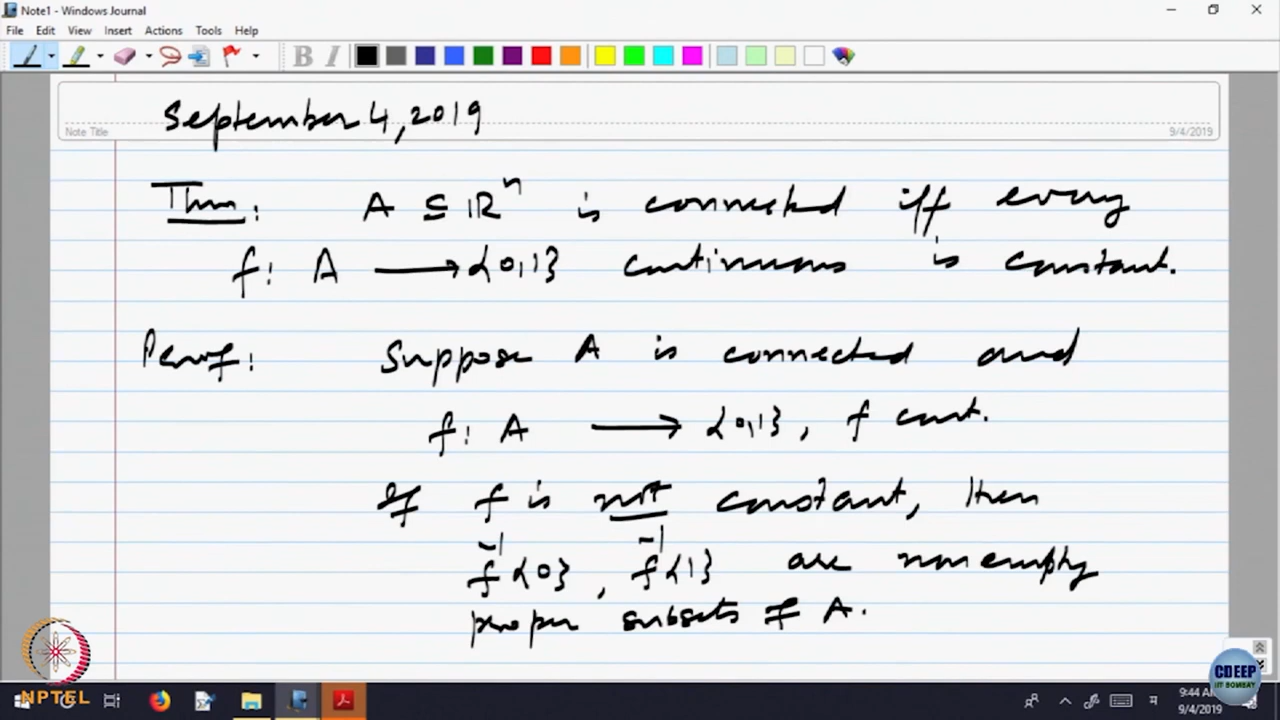 Note1 - Windows Journal
File Edit View Insert Actions Tools Help
B I
September 4, 2019
Note Title
9/4/2019
Thm: A ⊆ ℝⁿ is connected iff every
f: A → {0,1} continuous is constant.
Proof: Suppose A is connected and
f: A → {0,1}, f cont.
If f is not constant, then
f⁻¹{0}, f⁻¹{1} are nonempty
proper subsets of A.
NPTEL
CDEEP
IIT BOMBAY
9:44 AM
9/4/2019